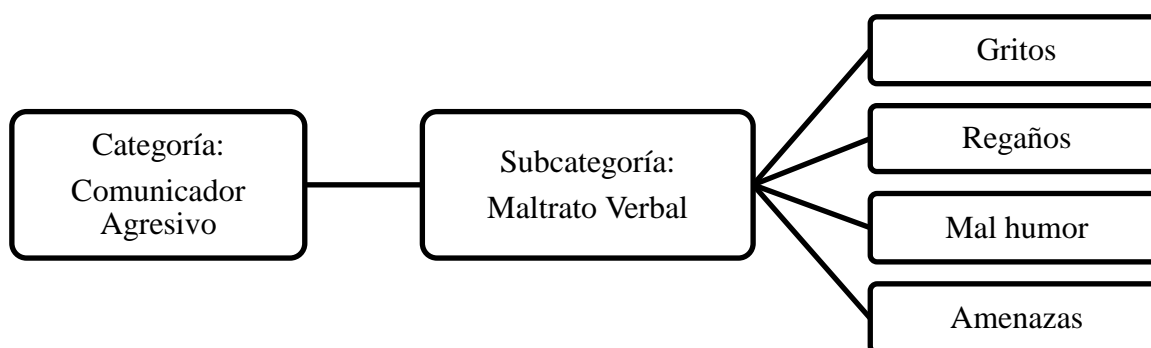 Categoría:
Comunicador
Agresivo
Subcategoría:
Maltrato Verbal
Gritos
Regaños
Mal humor
Amenazas